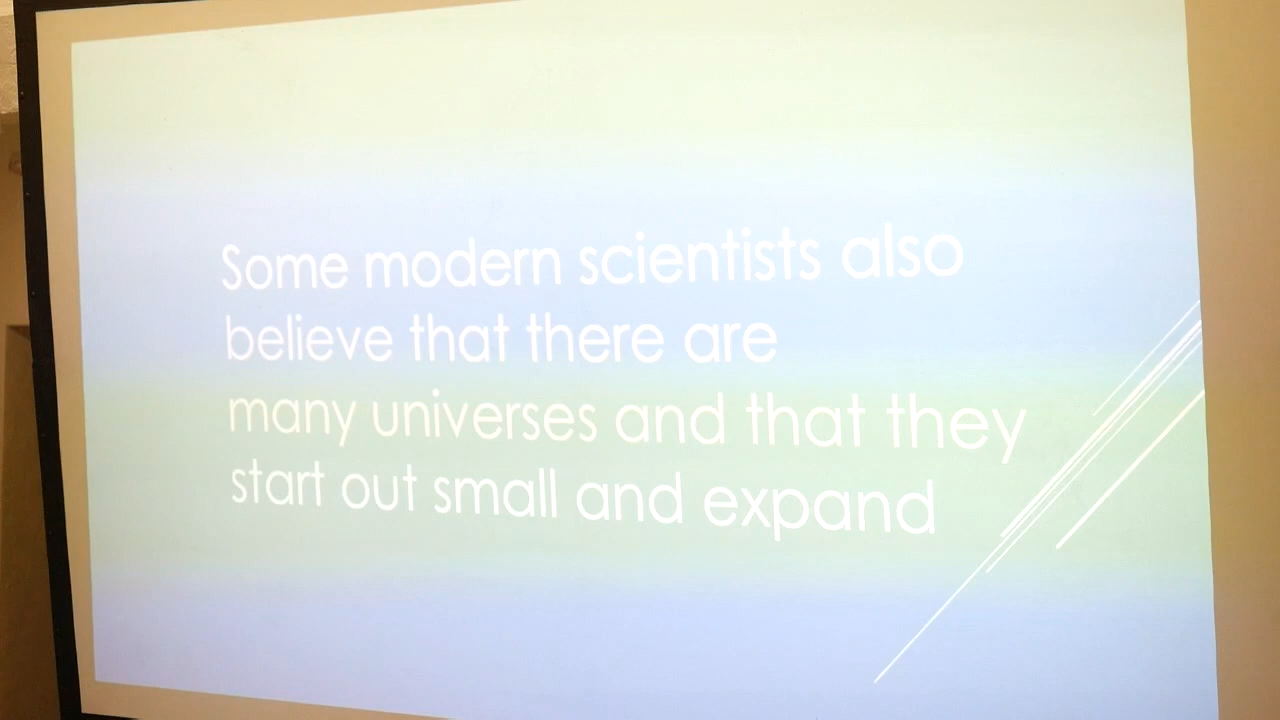 Some modern scientists also
believe that there are
many universes and that they
start out small and expand